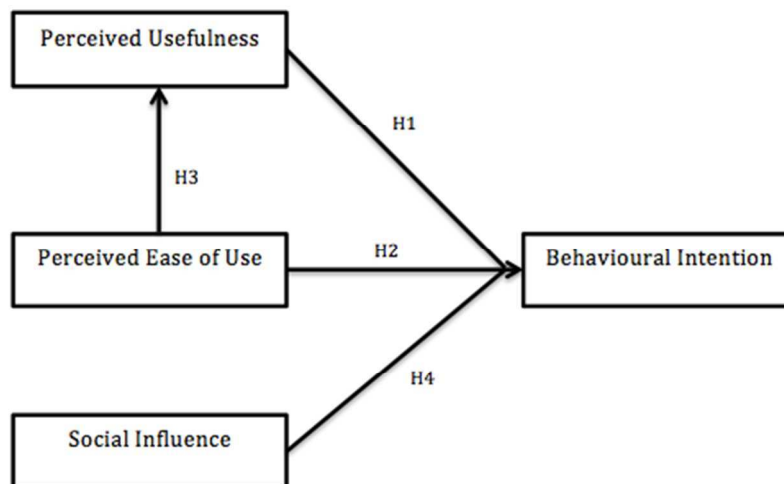 Perceived Usefulness
H1
H3
Perceived Ease of Use
H2
Behavioural Intention
H4
Social Influence